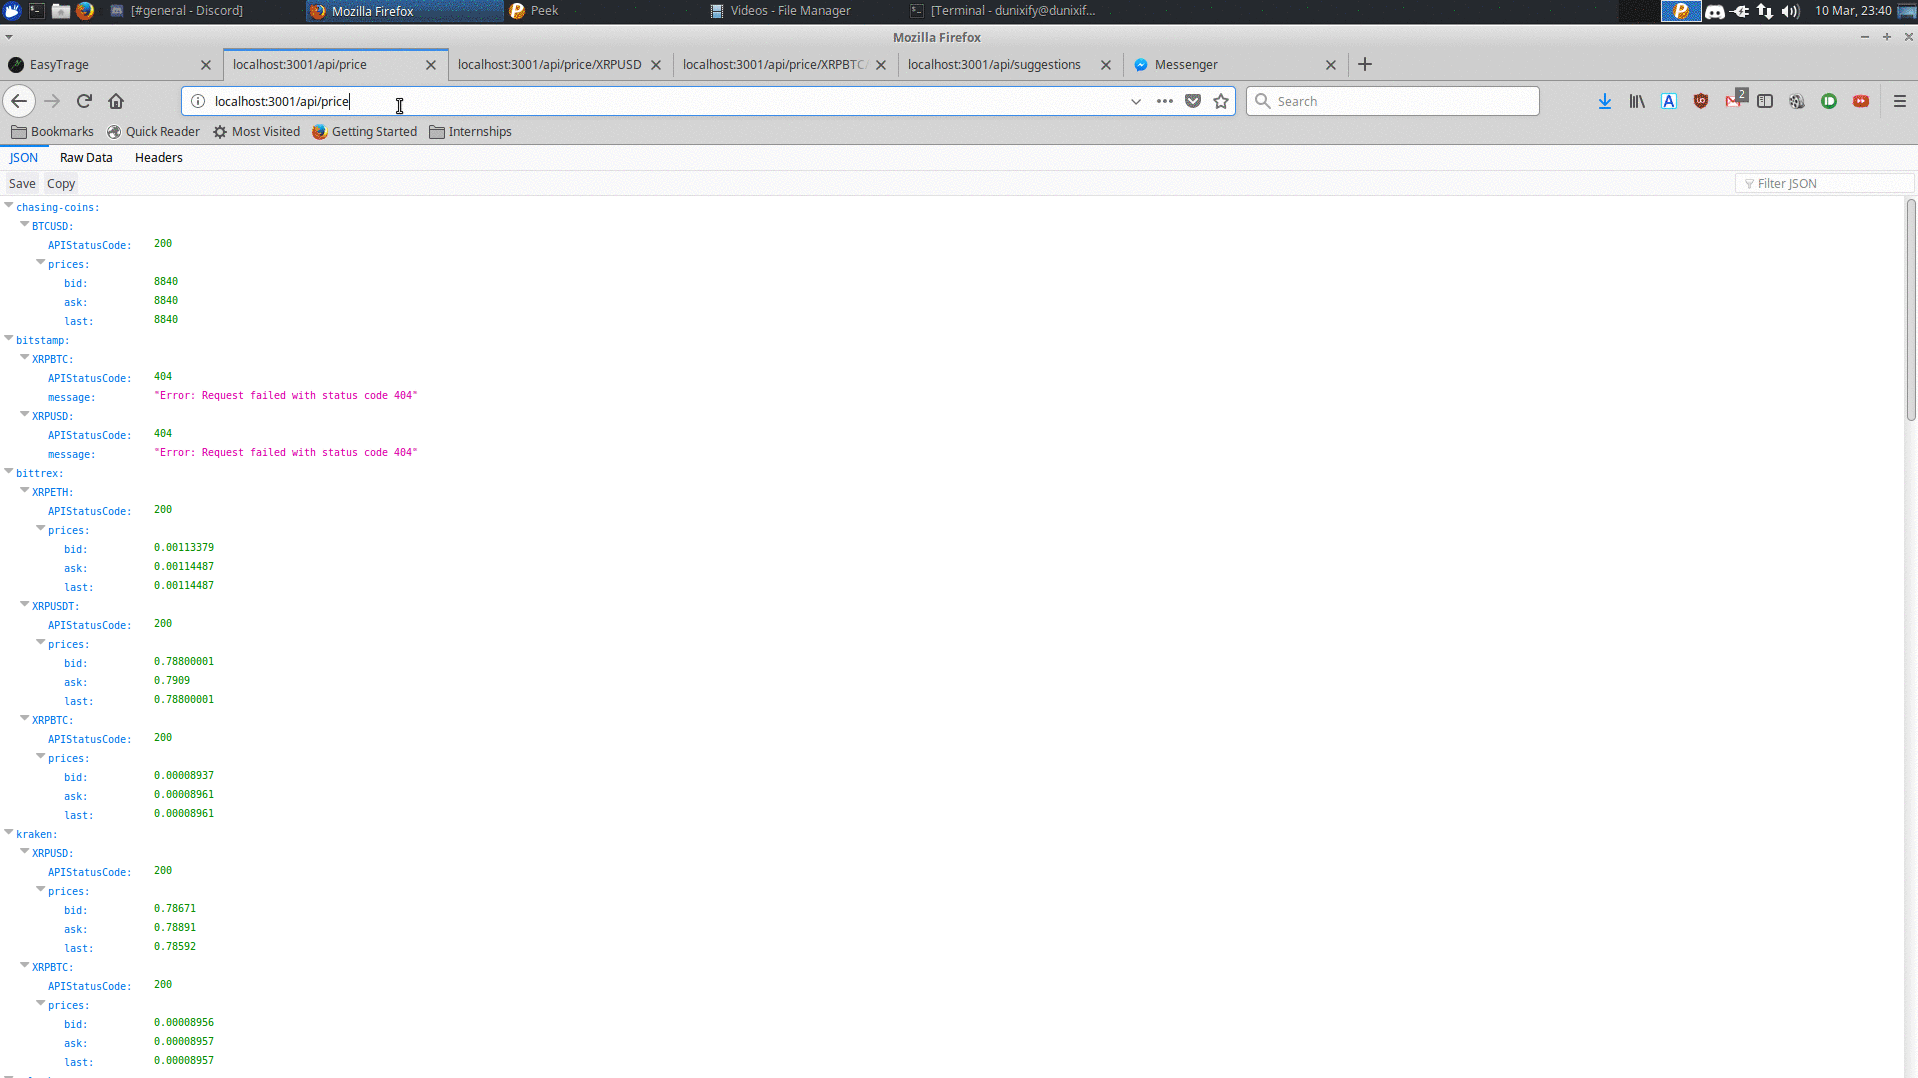 [#general - Discord] Mozilla Firefox Peek Videos - File Manager [Terminal - dunixify@dunixif... 10 Mar, 23:40
Mozilla Firefox
EasyTrage localhost:3001/api/price localhost:3001/api/price/XRPUSD localhost:3001/api/price/XRPBTC localhost:3001/api/suggestions Messenger
localhost:3001/api/price Search 2
Bookmarks Quick Reader Most Visited Getting Started Internships
JSON Raw Data Headers
Save Copy Filter JSON
chasing-coins:
BTCUSD:
APIStatusCode: 200
prices:
bid: 8840
ask: 8840
last: 8840
bitstamp:
XRPBTC:
APIStatusCode: 404
message: "Error: Request failed with status code 404"
XRPUSD:
APIStatusCode: 404
message: "Error: Request failed with status code 404"
bittrex:
XRPETH:
APIStatusCode: 200
prices:
bid: 0.00113379
ask: 0.00114487
last: 0.00114487
XRPUSDT:
APIStatusCode: 200
prices:
bid: 0.78800001
ask: 0.7909
last: 0.78800001
XRPBTC:
APIStatusCode: 200
prices:
bid: 0.00008937
ask: 0.00008961
last: 0.00008961
kraken:
XRPUSD:
APIStatusCode: 200
prices:
bid: 0.78671
ask: 0.78891
last: 0.78592
XRPBTC:
APIStatusCode: 200
prices:
bid: 0.00008956
ask: 0.00008957
last: 0.00008957